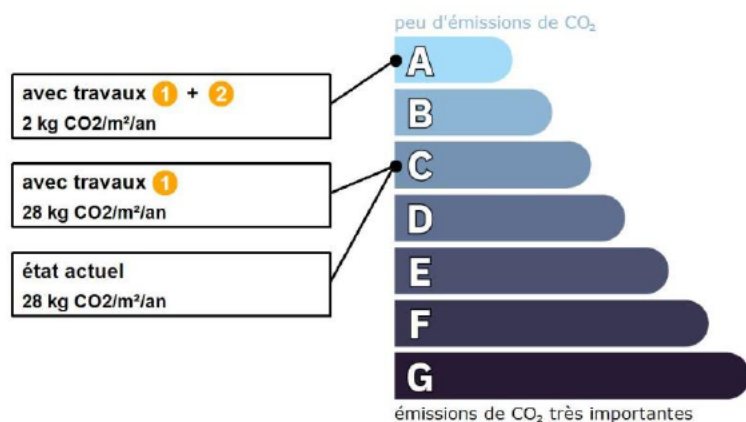 peu d'émissions de CO₂
A
avec travaux 1 + 2
2 kg CO2/m²/an
B
C
avec travaux 1
28 kg CO2/m²/an
D
état actuel
28 kg CO2/m²/an
E
F
G
émissions de CO₂ très importantes